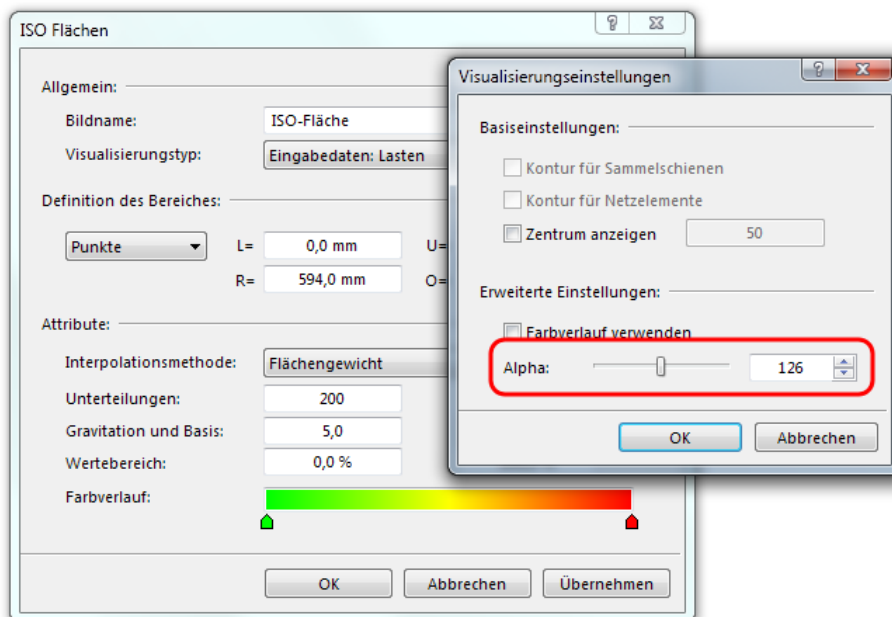 ISO Flächen
Allgemein:
Bildname: ISO-Fläche
Visualisierungstyp: Eingabedaten: Lasten
Definition des Bereiches:
Punkte L= 0,0 mm U=
R= 594,0 mm O=
Attribute:
Interpolationsmethode: Flächengewicht
Unterteilungen: 200
Gravitation und Basis: 5,0
Wertebereich: 0,0 %
Farbverlauf:
OK Abbrechen Übernehmen
Visualisierungseinstellungen
Basiseinstellungen:
Kontur für Sammelschienen
Kontur für Netzelemente
Zentrum anzeigen 50
Erweiterte Einstellungen:
Farbverlauf verwenden
Alpha: 126
OK Abbrechen